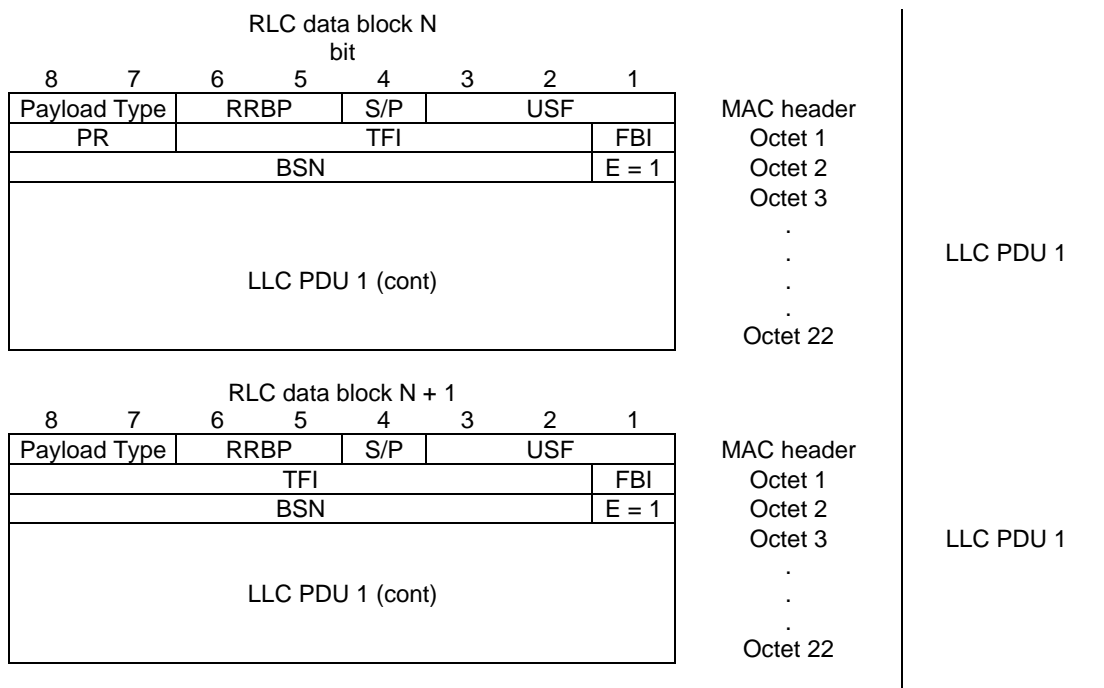 RLC data block N
bit
8 7 6 5 4 3 2 1
Payload Type RRBP S/P USF MAC header
PR TFI FBI Octet 1
BSN E = 1 Octet 2
Octet 3
.
. LLC PDU 1
LLC PDU 1 (cont) .
.
Octet 22
RLC data block N + 1
8 7 6 5 4 3 2 1
Payload Type RRBP S/P USF MAC header
TFI FBI Octet 1
BSN E = 1 Octet 2
Octet 3 LLC PDU 1
.
LLC PDU 1 (cont) .
.
Octet 22